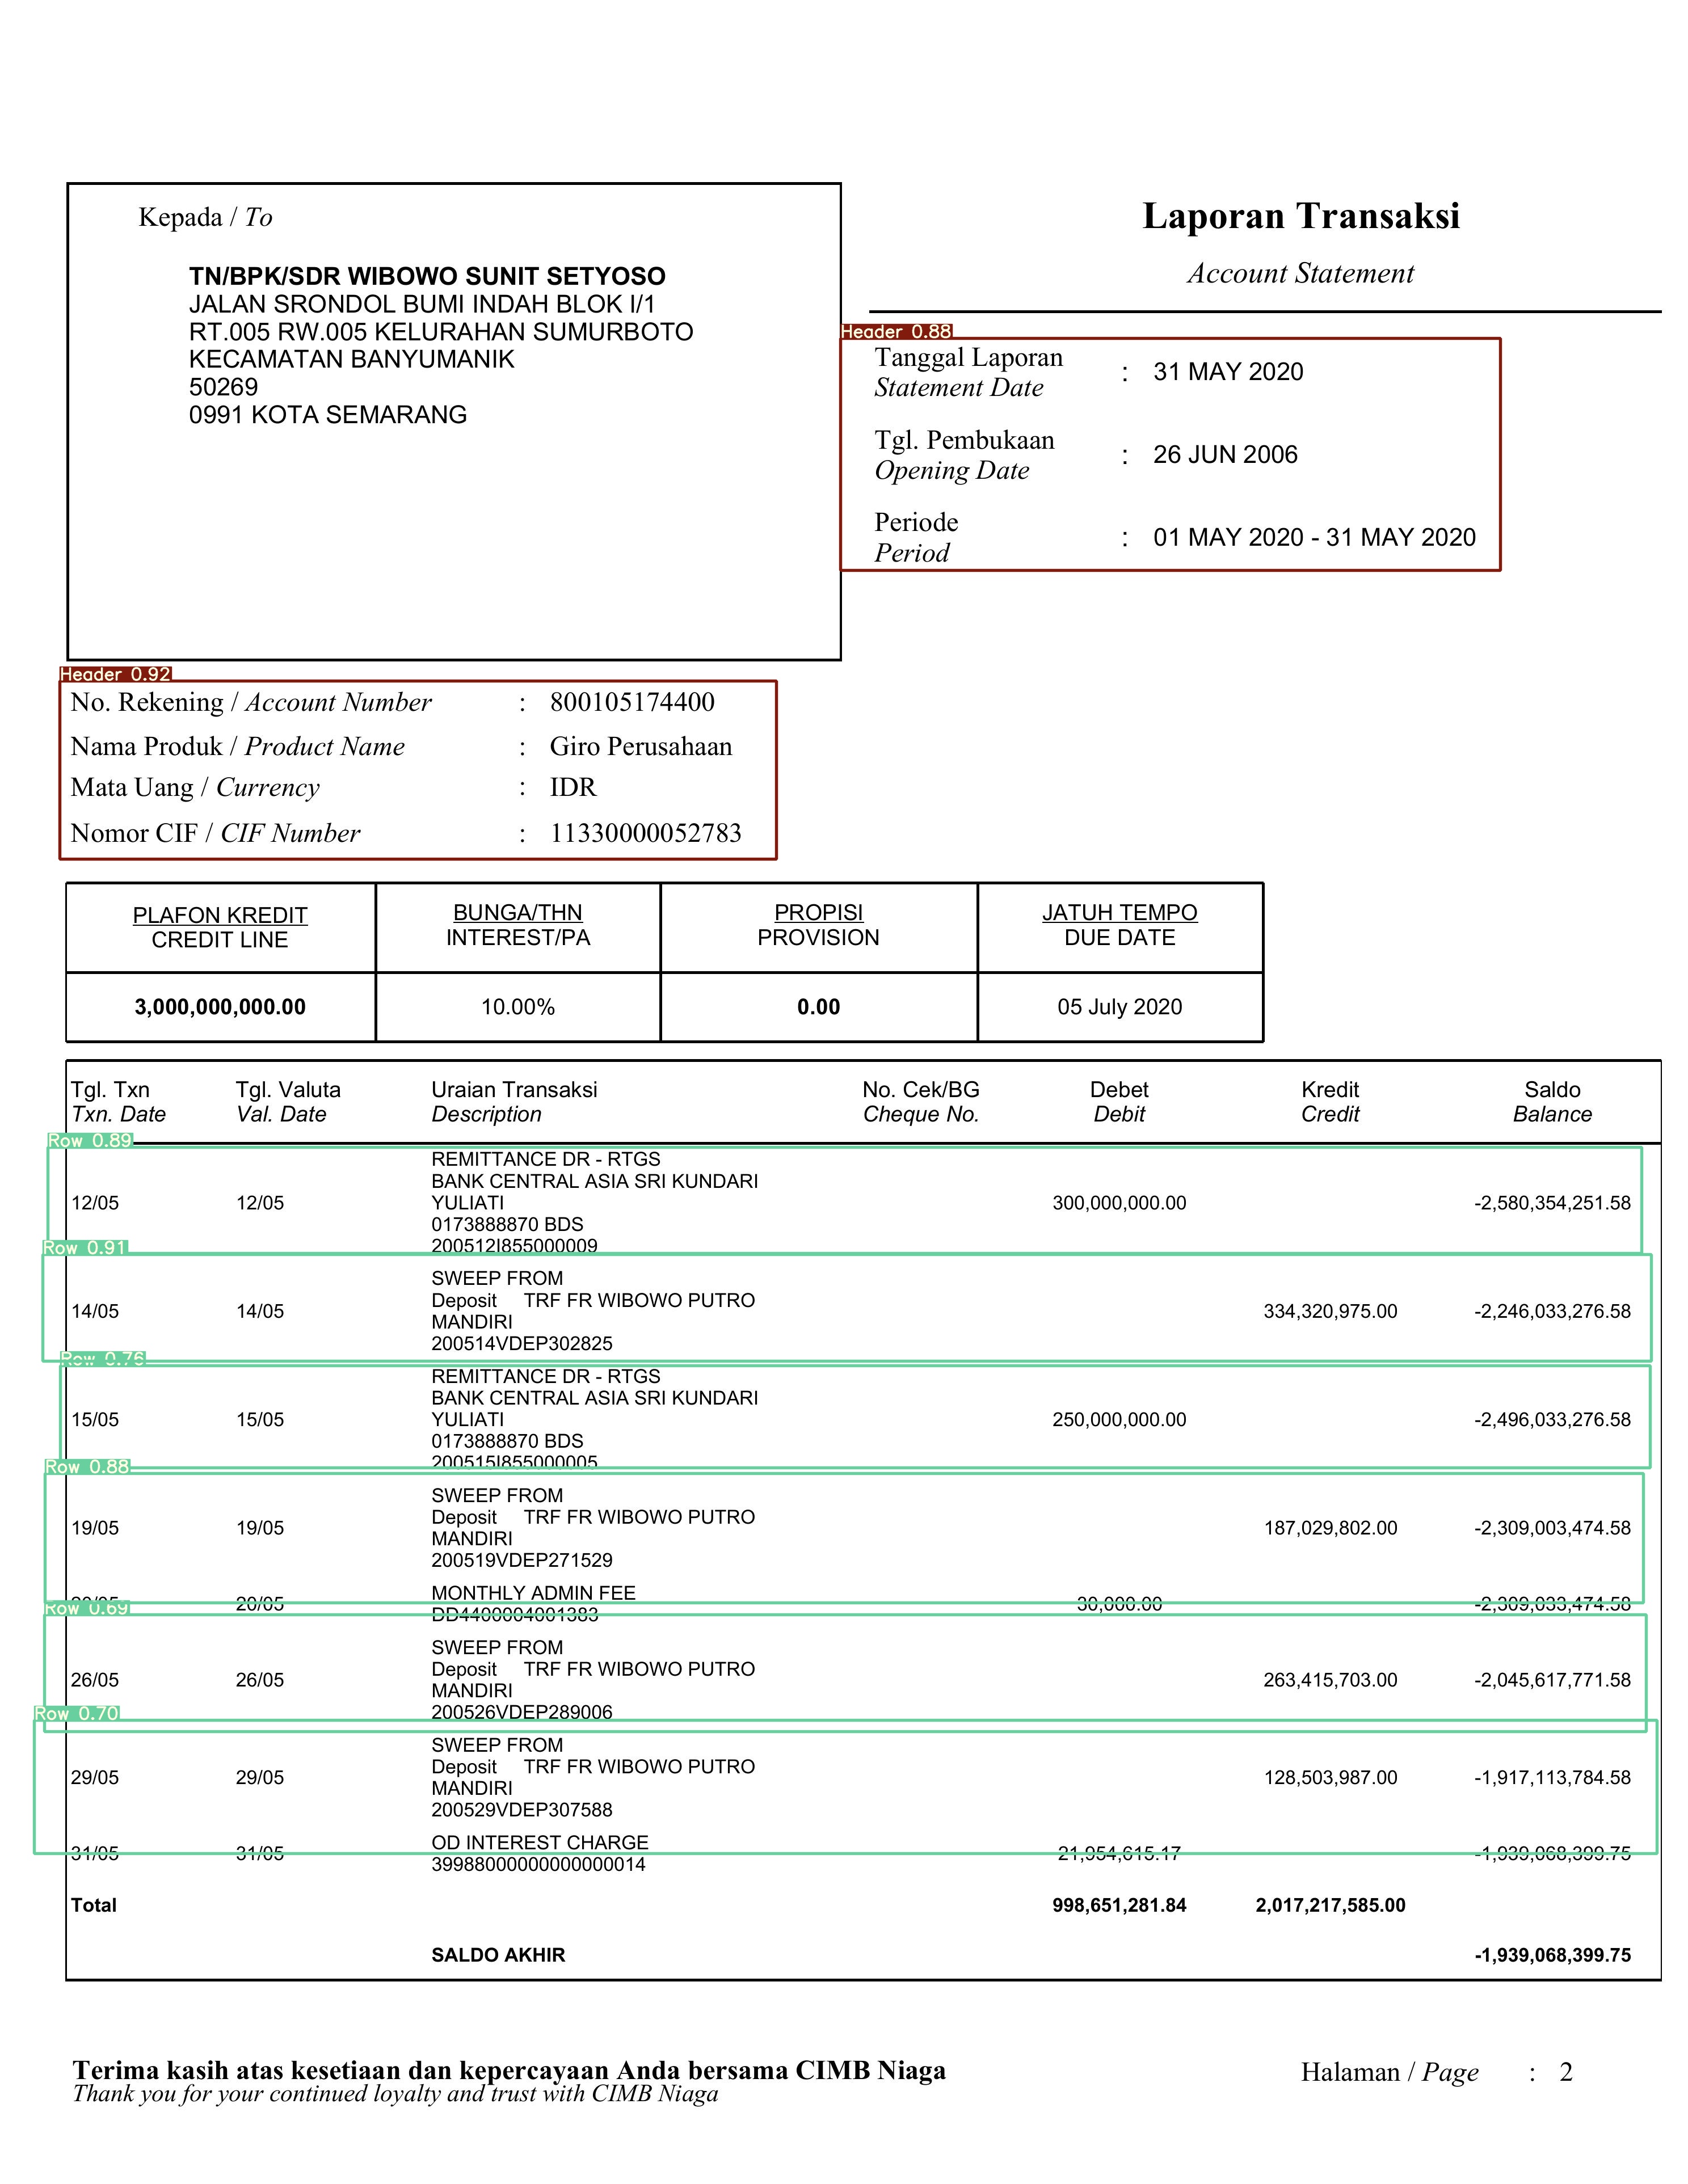 Kepada / To
TN/BPK/SDR WIBOWO SUNIT SETYOSO
JALAN SRONDOL BUMI INDAH BLOK I/1
RT.005 RW.005 KELURAHAN SUMURBOTO
KECAMATAN BANYUMANIK
50269
0991 KOTA SEMARANG
Laporan Transaksi
Account Statement
Header 0.88
Tanggal Laporan
Statement Date : 31 MAY 2020
Tgl. Pembukaan
Opening Date : 26 JUN 2006
Periode
Period : 01 MAY 2020 - 31 MAY 2020
Header 0.92
No. Rekening / Account Number : 800105174400
Nama Produk / Product Name : Giro Perusahaan
Mata Uang / Currency : IDR
Nomor CIF / CIF Number : 11330000052783
PLAFON KREDIT BUNGA/THN PROPISI JATUH TEMPO
CREDIT LINE INTEREST/PA PROVISION DUE DATE
3,000,000,000.00 10.00% 0.00 05 July 2020
Tgl. Txn Tgl. Valuta Uraian Transaksi No. Cek/BG Debet Kredit Saldo
Txn. Date Val. Date Description Cheque No. Debit Credit Balance
Row 0.89
REMITTANCE DR - RTGS
BANK CENTRAL ASIA SRI KUNDARI
12/05 12/05 YULIATI 300,000,000.00 -2,580,354,251.58
0173888870 BDS
200512I855000009
Row 0.91
SWEEP FROM
Deposit TRF FR WIBOWO PUTRO
14/05 14/05 MANDIRI 334,320,975.00 -2,246,033,276.58
200514VDEP302825
Row 0.76
REMITTANCE DR - RTGS
BANK CENTRAL ASIA SRI KUNDARI
15/05 15/05 YULIATI 250,000,000.00 -2,496,033,276.58
0173888870 BDS
200515I855000005
Row 0.88
SWEEP FROM
Deposit TRF FR WIBOWO PUTRO
19/05 19/05 MANDIRI 187,029,802.00 -2,309,003,474.58
200519VDEP271529
MONTHLY ADMIN FEE
20/05 20/05 30,000.00 -2,309,033,474.58
DD4400004001383
Row 0.69
SWEEP FROM
Deposit TRF FR WIBOWO PUTRO
26/05 26/05 MANDIRI 263,415,703.00 -2,045,617,771.58
200526VDEP289006
Row 0.70
SWEEP FROM
Deposit TRF FR WIBOWO PUTRO
29/05 29/05 MANDIRI 128,503,987.00 -1,917,113,784.58
200529VDEP307588
OD INTEREST CHARGE
31/05 31/05 21,954,615.17 -1,939,068,399.75
39988000000000000014
Total 998,651,281.84 2,017,217,585.00
SALDO AKHIR -1,939,068,399.75
Terima kasih atas kesetiaan dan kepercayaan Anda bersama CIMB Niaga
Thank you for your continued loyalty and trust with CIMB Niaga
Halaman / Page : 2